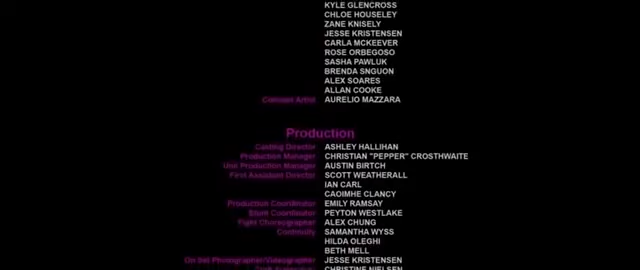 KYLE GLENCROSS
CHLOE HOUSELEY
ZANE KNISELY
JESSE KRISTENSEN
CARLA MCKEEVER
ROSE ORBEGOSO
SASHA PAWLUK
BRENDA SNGUON
ALEX SOARES
ALLAN COOKE
Concept Artist AURELIO MAZZARA
Production
Casting Director ASHLEY HALLIHAN
Production Manager CHRISTIAN "PEPPER" CROSTHWAITE
Unit Production Manager AUSTIN BIRTCH
First Assistant Director SCOTT WEATHERALL
IAN CARL
CAOIMHE CLANCY
Production Coordinator EMILY RAMSAY
Stunt Coordinator PEYTON WESTLAKE
Fight Choreographer ALEX CHUNG
Continuity SAMANTHA WYSS
HILDA OLEGHI
BETH MELL
On Set Photographer/Videographer JESSE KRISTENSEN
CHRISTINE NIELSEN